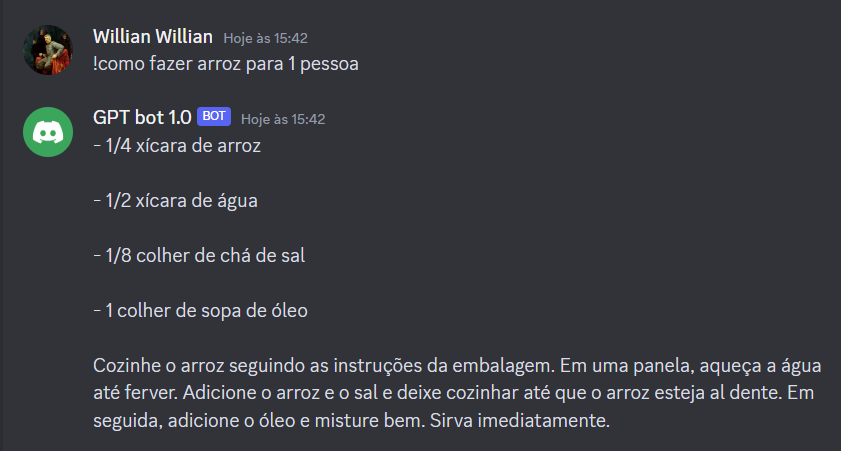 Willian Willian Hoje às 15:42
!como fazer arroz para 1 pessoa
GPT bot 1.0 BOT Hoje às 15:42
- 1/4 xícara de arroz
- 1/2 xícara de água
- 1/8 colher de chá de sal
- 1 colher de sopa de óleo
Cozinhe o arroz seguindo as instruções da embalagem. Em uma panela, aqueça a água
até ferver. Adicione o arroz e o sal e deixe cozinhar até que o arroz esteja al dente. Em
seguida, adicione o óleo e misture bem. Sirva imediatamente.